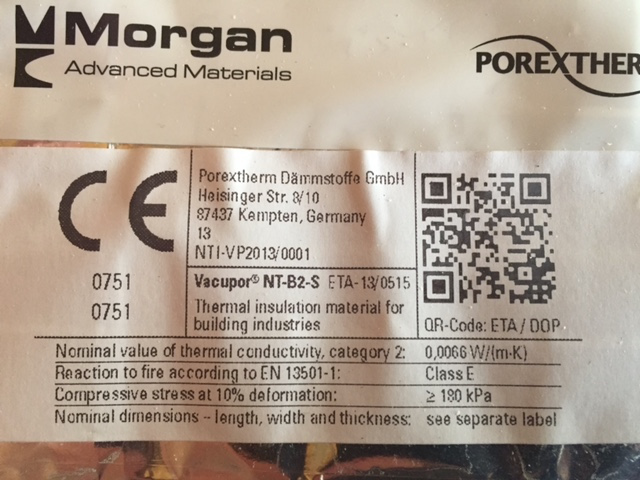 Morgan
Advanced Materials
POREXTHER
CE
0751
0751
Porextherm Dämmstoffe GmbH
Heisinger Str. 8/10
87437 Kempten, Germany
13
NTI-VP2013/0001
Vacupor® NT-B2-S ETA-13/0515
Thermal insulation material for
building industries
QR-Code: ETA / DOP
Nominal value of thermal conductivity, category 2: 0,0066 W/(m·K)
Reaction to fire according to EN 13501-1: Class E
Compressive stress at 10% deformation: ≥ 180 kPa
Nominal dimensions – length, width and thickness: see separate label